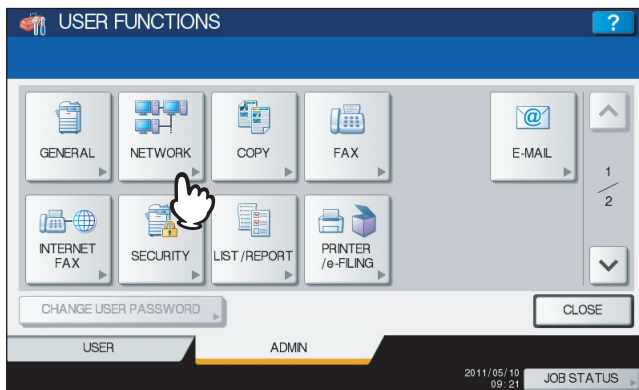 USER FUNCTIONS
?
GENERAL
NETWORK
COPY
FAX
@
E-MAIL
1
2
INTERNET
FAX
SECURITY
LIST/REPORT
PRINTER
/e-FILING
CHANGE USER PASSWORD
CLOSE
USER
ADMIN
2011/05/10
09:21
JOB STATUS